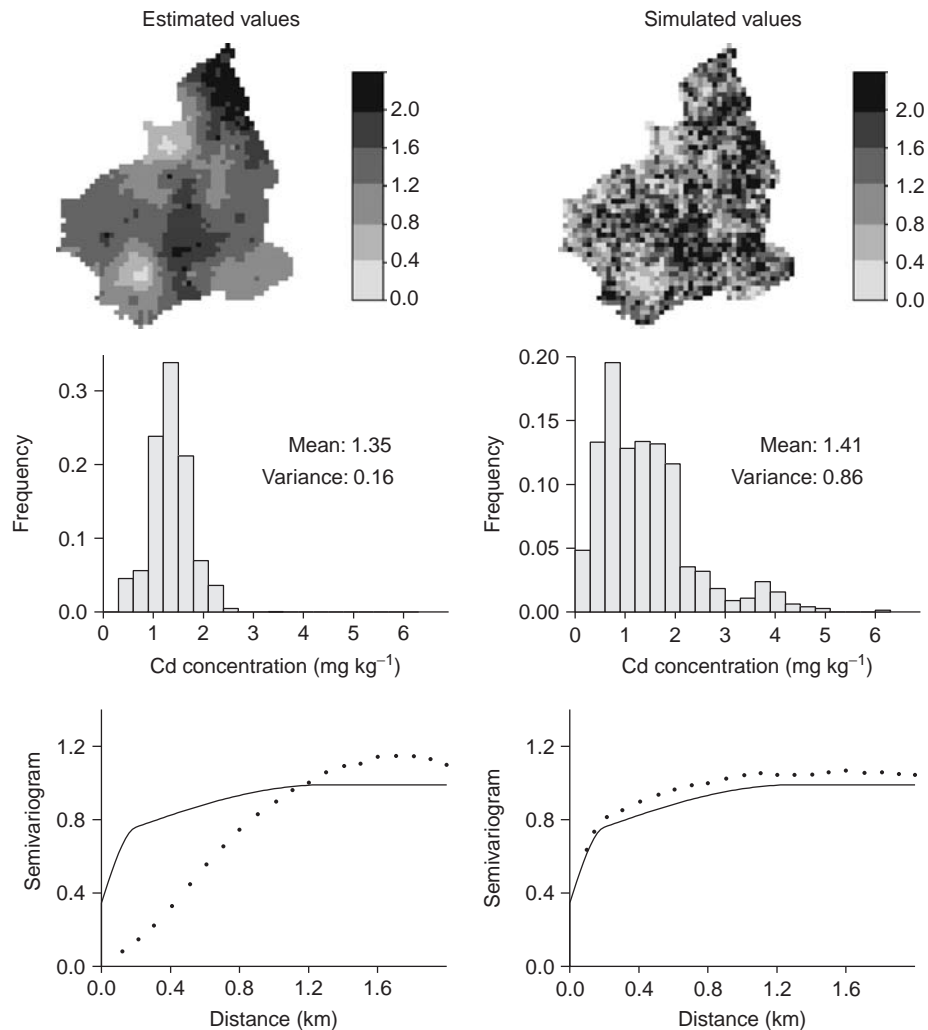 Estimated values
Simulated values
2.0
1.6
1.2
0.8
0.4
0.0
2.0
1.6
1.2
0.8
0.4
0.0
Frequency
0.3
0.2
0.1
0.0
Mean: 1.35
Variance: 0.16
0 1 2 3 4 5 6
Cd concentration (mg kg⁻¹)
Frequency
0.20
0.15
0.10
0.05
0.00
Mean: 1.41
Variance: 0.86
0 1 2 3 4 5 6
Cd concentration (mg kg⁻¹)
Semivariogram
1.2
0.8
0.4
0.0
0.0 0.4 0.8 1.2 1.6
Distance (km)
Semivariogram
1.2
0.8
0.4
0.0
0.0 0.4 0.8 1.2 1.6
Distance (km)